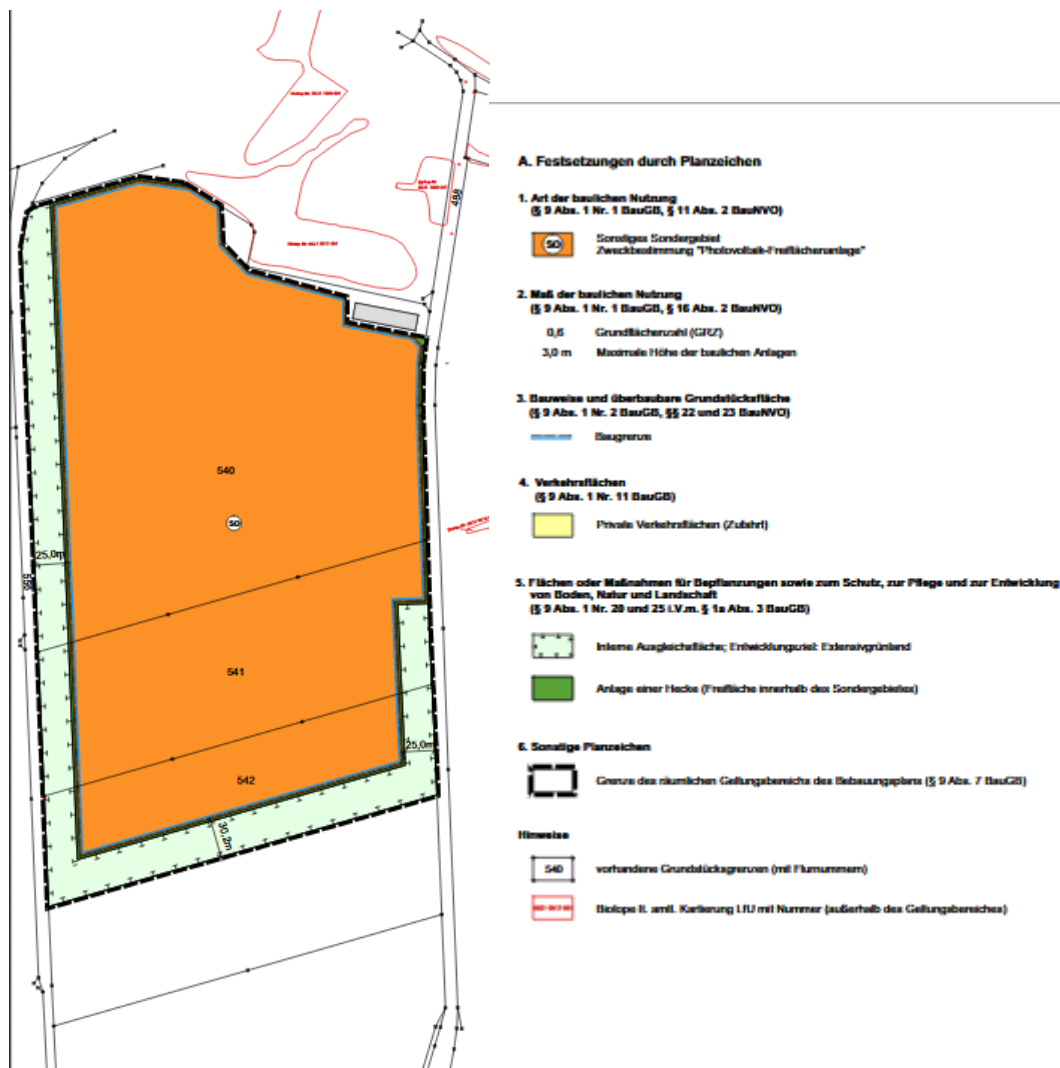 488
540
SO
25,0m
555
541
25,0m
542
30,2m
A. Festsetzungen durch Planzeichen
1. Art der baulichen Nutzung
(§ 9 Abs. 1 Nr. 1 BauGB, § 11 Abs. 2 BauNVO)
SO
Sonstiges Sondergebiet
Zweckbestimmung "Photovoltaik-Freiflächenanlage"
2. Maß der baulichen Nutzung
(§ 9 Abs. 1 Nr. 1 BauGB, § 16 Abs. 2 BauNVO)
0,6 Grundflächenzahl (GRZ)
3,0 m Maximale Höhe der baulichen Anlagen
3. Bauweise und überbaubare Grundstücksfläche
(§ 9 Abs. 1 Nr. 2 BauGB, §§ 22 und 23 BauNVO)
Baugrenze
4. Verkehrsflächen
(§ 9 Abs. 1 Nr. 11 BauGB)
Private Verkehrsflächen (Zufahrt)
5. Flächen oder Maßnahmen für Bepflanzungen sowie zum Schutz, zur Pflege und zur Entwicklung
von Boden, Natur und Landschaft
(§ 9 Abs. 1 Nr. 20 und 25 i.V.m. § 1a Abs. 3 BauGB)
Interne Ausgleichsfläche; Entwicklungsziel: Extensivgrünland
Anlage einer Hecke (Freifläche innerhalb des Sondergebietes)
6. Sonstige Planzeichen
Grenze des räumlichen Geltungsbereichs des Bebauungsplans (§ 9 Abs. 7 BauGB)
Hinweise
540 vorhandene Grundstücksgrenzen (mit Flurnummern)
Biotope lt. amtl. Kartierung LfU mit Nummer (außerhalb des Geltungsbereiches)